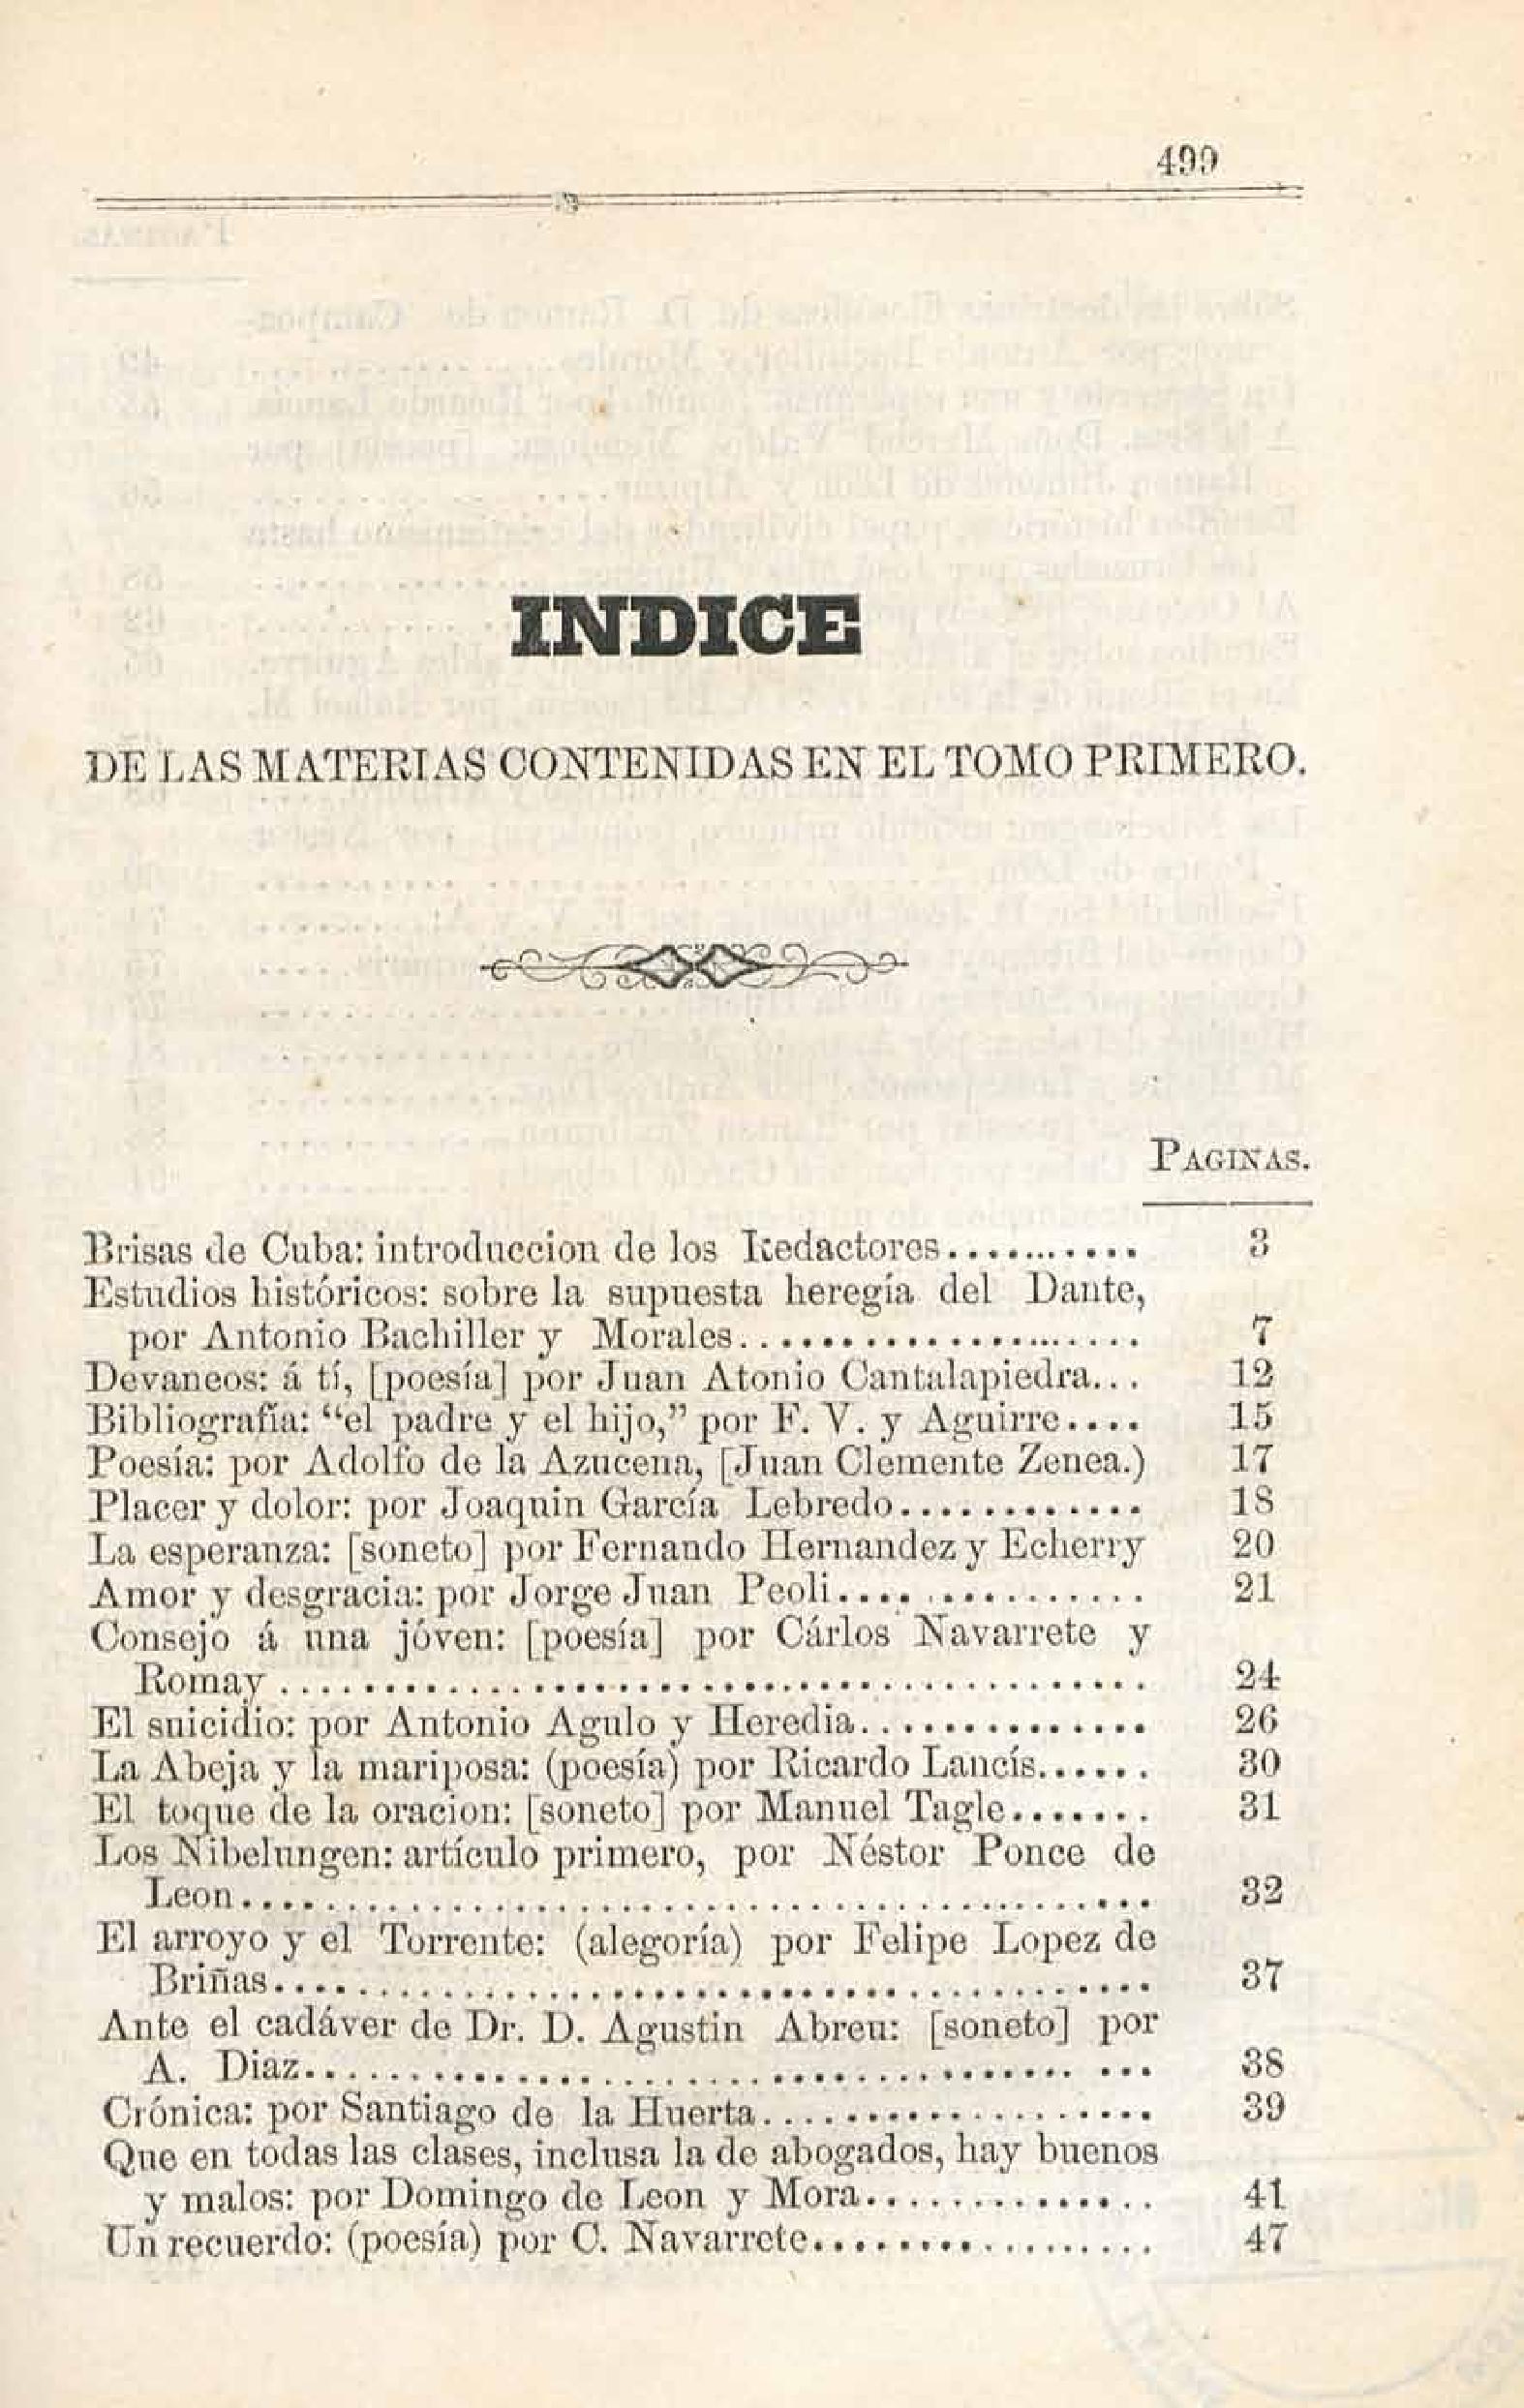 499
INDICE
DE LAS MATERIAS CONTENIDAS EN EL TOMO PRIMERO.
PAGINAS.
Brisas de Cuba: introduccion de los Redactores........... 3
Estudios históricos: sobre la supuesta heregía del Dante,
por Antonio Bachiller y Morales.................... 7
Devaneos: á tí, [poesía] por Juan Atonio Cantalapiedra... 12
Bibliografía: “el padre y el hijo,” por F. V. y Aguirre.... 15
Poesía: por Adolfo de la Azucena, [Juan Clemente Zenea.) 17
Placer y dolor: por Joaquin García Lebredo............ 18
La esperanza: [soneto] por Fernando Hernandez y Echerry 20
Amor y desgracia: por Jorge Juan Peoli............... 21
Consejo á una jóven: [poesía] por Cárlos Navarrete y
Romay .......................................... 24
El suicidio: por Antonio Agulo y Heredia.............. 26
La Abeja y la mariposa: (poesía) por Ricardo Lancís...... 30
El toque de la oracion: [soneto] por Manuel Tagle....... 31
Los Nibelungen: artículo primero, por Néstor Ponce de
Leon............................................ 32
El arroyo y el Torrente: (alegoría) por Felipe Lopez de
Briñas.......................................... 37
Ante el cadáver de Dr. D. Agustin Abreu: [soneto] por
A. Diaz......................................... 38
Crónica: por Santiago de la Huerta................... 39
Que en todas las clases, inclusa la de abogados, hay buenos
y malos: por Domingo de Leon y Mora.............. 41
Un recuerdo: (poesía) por C. Navarrete................. 47